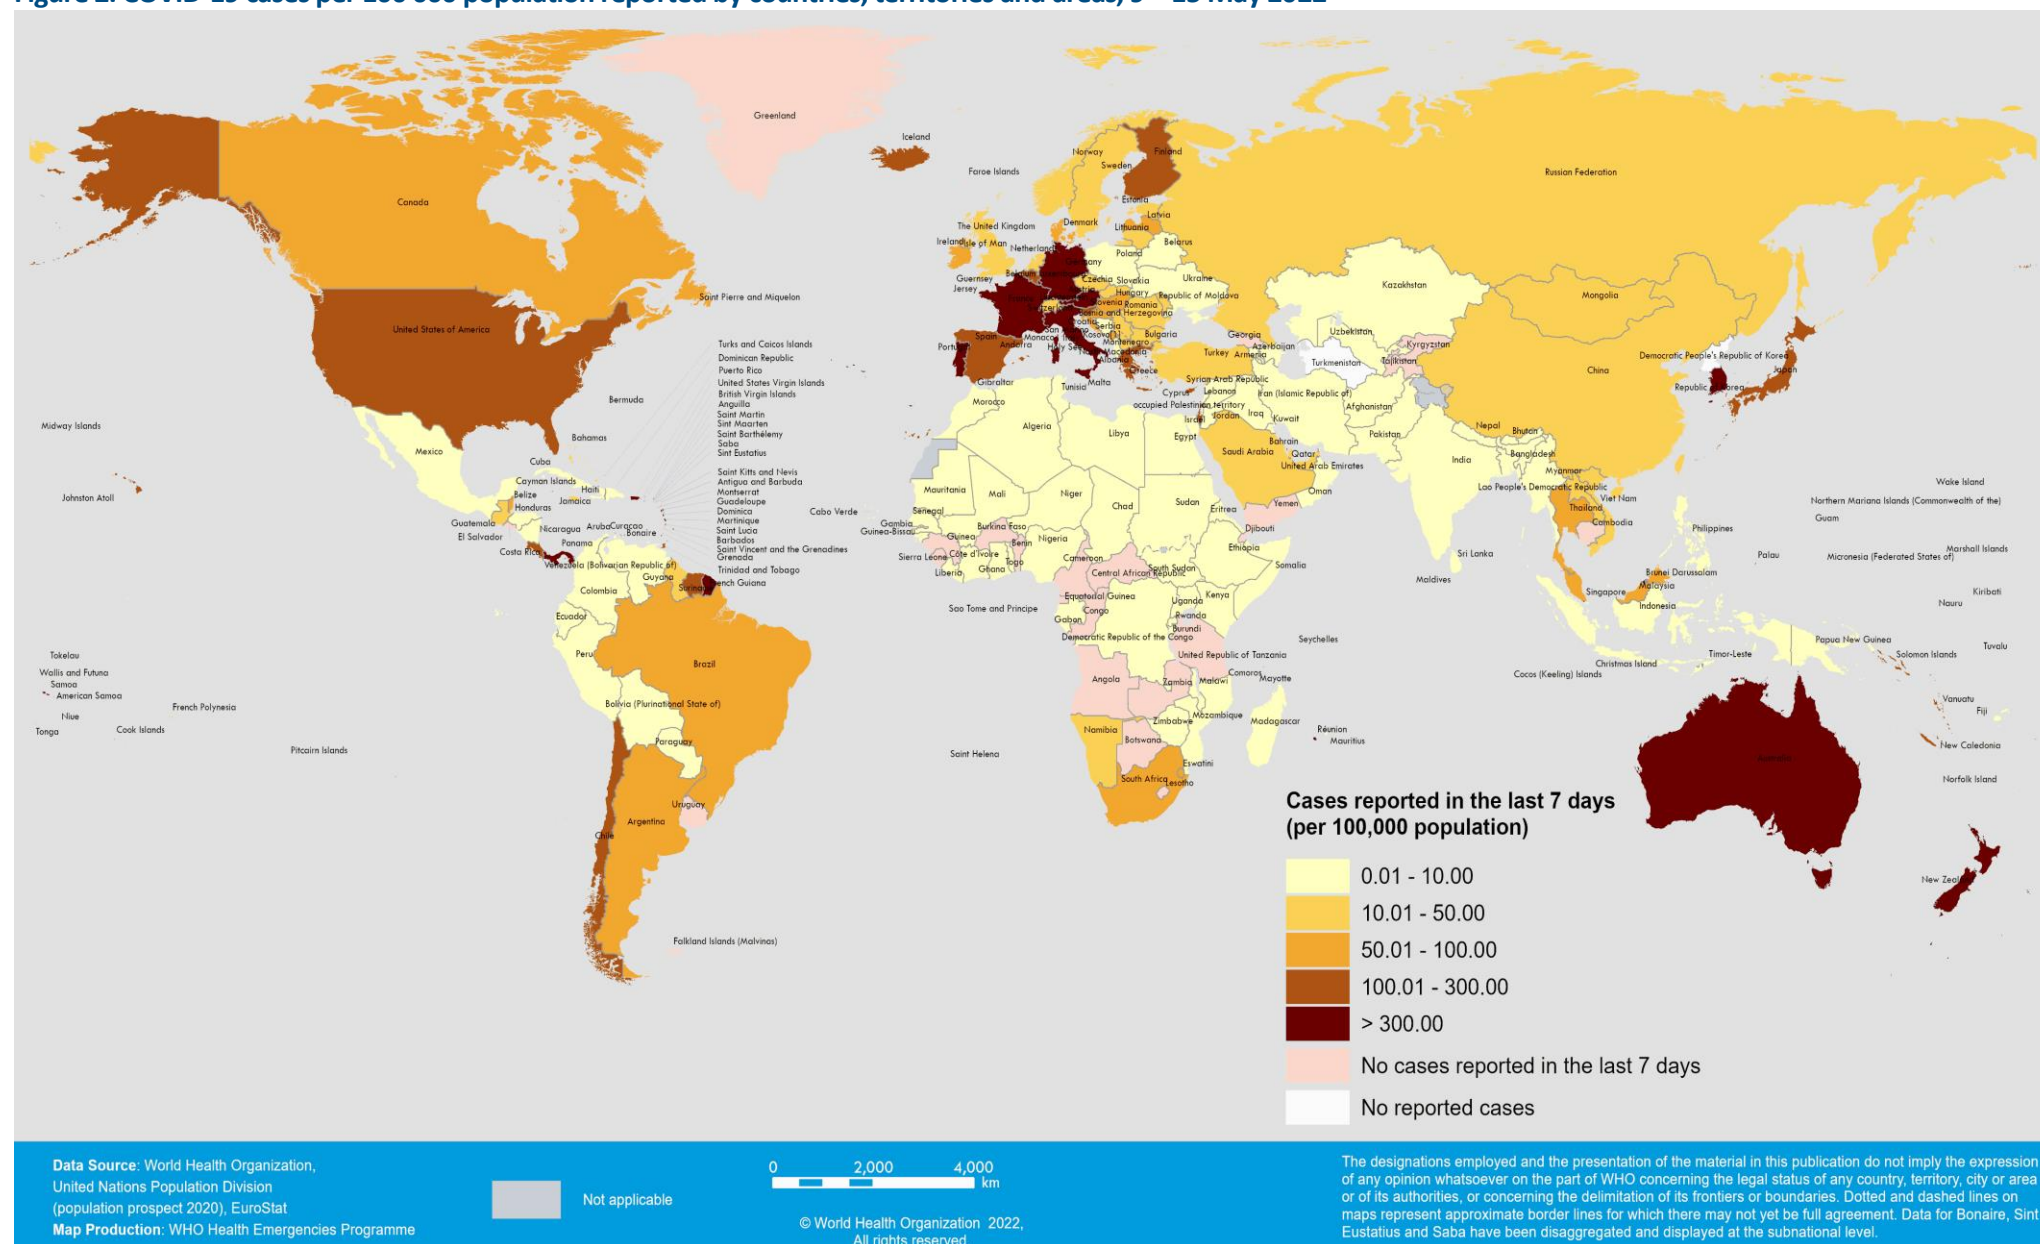 Figure 2. COVID-19 cases per 100 000 population reported by countries, territories and areas, 9 – 15 May 2022
Greenland
Iceland
Faroe Islands
Norway
Sweden
Finland
Russian Federation
Canada
Estonia
Latvia
Lithuania
Denmark
The United Kingdom
Ireland
Isle of Man
Netherlands
Belarus
Poland
Germany
Belgium
Guernsey
Jersey
Czechia
Slovakia
Ukraine
Kazakhstan
Mongolia
Saint Pierre and Miquelon
France
Hungary
Republic of Moldova
Slovenia
Romania
Bosnia and Herzegovina
Croatia
Serbia
United States of America
Spain
Andorra
Monaco
Kosovo[1]
Bulgaria
Montenegro
Georgia
Azerbaijan
Uzbekistan
Kyrgyzstan
Portugal
Holy See
Albania
Turkey
Armenia
Turkmenistan
Tajikistan
Democratic People's Republic of Korea
China
Japan
Republic of Korea
Greece
Gibraltar
Tunisia
Malta
Syrian Arab Republic
Cyprus
Lebanon
Iran (Islamic Republic of)
Afghanistan
occupied Palestinian territory
Israel
Jordan
Iraq
Kuwait
Morocco
Algeria
Libya
Egypt
Pakistan
Nepal
Bhutan
Turks and Caicos Islands
Dominican Republic
Puerto Rico
United States Virgin Islands
British Virgin Islands
Anguilla
Saint Martin
Sint Maarten
Saint Barthélemy
Saba
Sint Eustatius
Saint Kitts and Nevis
Antigua and Barbuda
Montserrat
Guadeloupe
Dominica
Martinique
Saint Lucia
Barbados
Saint Vincent and the Grenadines
Grenada
Trinidad and Tobago
French Guiana
Bermuda
Midway Islands
Bahamas
Mexico
Cuba
Johnston Atoll
Cayman Islands
Belize
Haiti
Jamaica
Honduras
Guatemala
El Salvador
Nicaragua
Aruba
Curacao
Bonaire
Costa Rica
Panama
Venezuela (Bolivarian Republic of)
Guyana
Suriname
Colombia
Ecuador
Peru
Brazil
Bolivia (Plurinational State of)
Paraguay
Uruguay
Argentina
Chile
Falkland Islands (Malvinas)
Saudi Arabia
Bahrain
Qatar
United Arab Emirates
Oman
Yemen
India
Bangladesh
Myanmar
Lao People's Democratic Republic
Viet Nam
Thailand
Cambodia
Philippines
Sri Lanka
Maldives
Wake Island
Northern Mariana Islands (Commonwealth of the)
Guam
Marshall Islands
Micronesia (Federated States of)
Palau
Brunei Darussalam
Malaysia
Singapore
Indonesia
Kiribati
Nauru
Cabo Verde
Mauritania
Mali
Niger
Chad
Sudan
Eritrea
Senegal
Gambia
Guinea-Bissau
Guinea
Burkina Faso
Benin
Nigeria
Djibouti
Ethiopia
Sierra Leone
Côte d'Ivoire
Liberia
Ghana
Togo
Cameroon
Central African Republic
South Sudan
Somalia
Equatorial Guinea
Uganda
Kenya
Sao Tome and Principe
Gabon
Congo
Rwanda
Burundi
Democratic Republic of the Congo
United Republic of Tanzania
Seychelles
Angola
Zambia
Malawi
Comoros
Mayotte
Mozambique
Zimbabwe
Madagascar
Namibia
Botswana
Réunion
Mauritius
Eswatini
South Africa
Lesotho
Saint Helena
Tokelau
Wallis and Futuna
Samoa
American Samoa
Niue
Tonga
Cook Islands
French Polynesia
Pitcairn Islands
Papua New Guinea
Timor-Leste
Christmas Island
Cocos (Keeling) Islands
Solomon Islands
Tuvalu
Vanuatu
Fiji
New Caledonia
Australia
Norfolk Island
New Zealand
Cases reported in the last 7 days
(per 100,000 population)
0.01 - 10.00
10.01 - 50.00
50.01 - 100.00
100.01 - 300.00
> 300.00
No cases reported in the last 7 days
No reported cases
Data Source: World Health Organization,
United Nations Population Division
(population prospect 2020), EuroStat
Map Production: WHO Health Emergencies Programme
Not applicable
0 2,000 4,000
km
© World Health Organization 2022,
All rights reserved
The designations employed and the presentation of the material in this publication do not imply the expression
of any opinion whatsoever on the part of WHO concerning the legal status of any country, territory, city or area
or of its authorities, or concerning the delimitation of its frontiers or boundaries. Dotted and dashed lines on
maps represent approximate border lines for which there may not yet be full agreement. Data for Bonaire, Sint
Eustatius and Saba have been disaggregated and displayed at the subnational level.